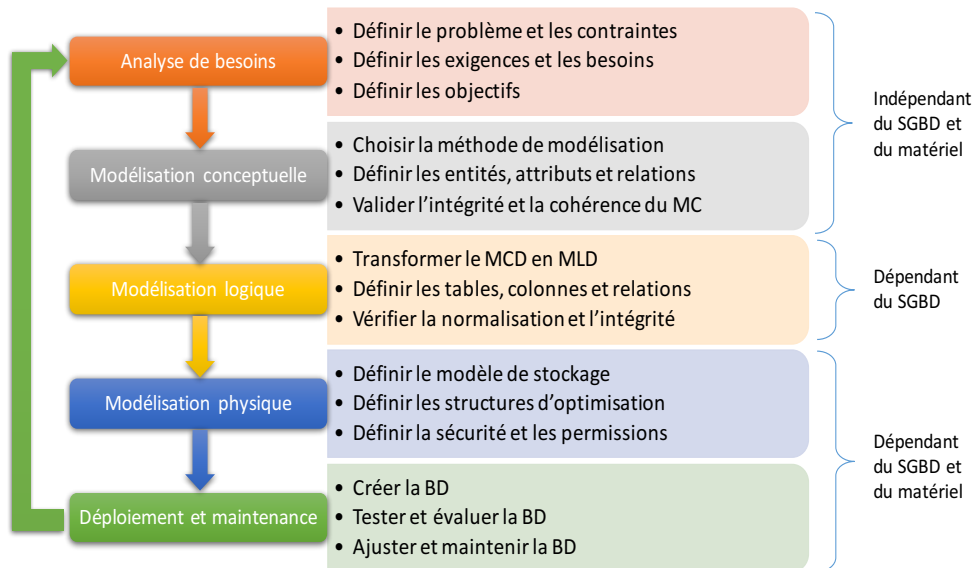 Analyse de besoins
• Définir le problème et les contraintes
• Définir les exigences et les besoins
• Définir les objectifs
Modélisation conceptuelle
• Choisir la méthode de modélisation
• Définir les entités, attributs et relations
• Valider l’intégrité et la cohérence du MC
Indépendant
du SGBD et
du matériel
Modélisation logique
• Transformer le MCD en MLD
• Définir les tables, colonnes et relations
• Vérifier la normalisation et l’intégrité
Dépendant
du SGBD
Modélisation physique
• Définir le modèle de stockage
• Définir les structures d’optimisation
• Définir la sécurité et les permissions
Déploiement et maintenance
• Créer la BD
• Tester et évaluer la BD
• Ajuster et maintenir la BD
Dépendant
du SGBD et
du matériel